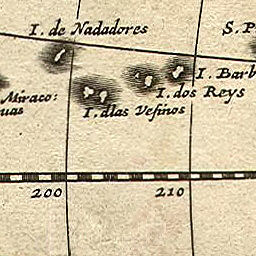 I. de Nadadores
S. P
I. Barb
Miraco:
I. dos Reys
uas
I. dlas Vesinos
200
210